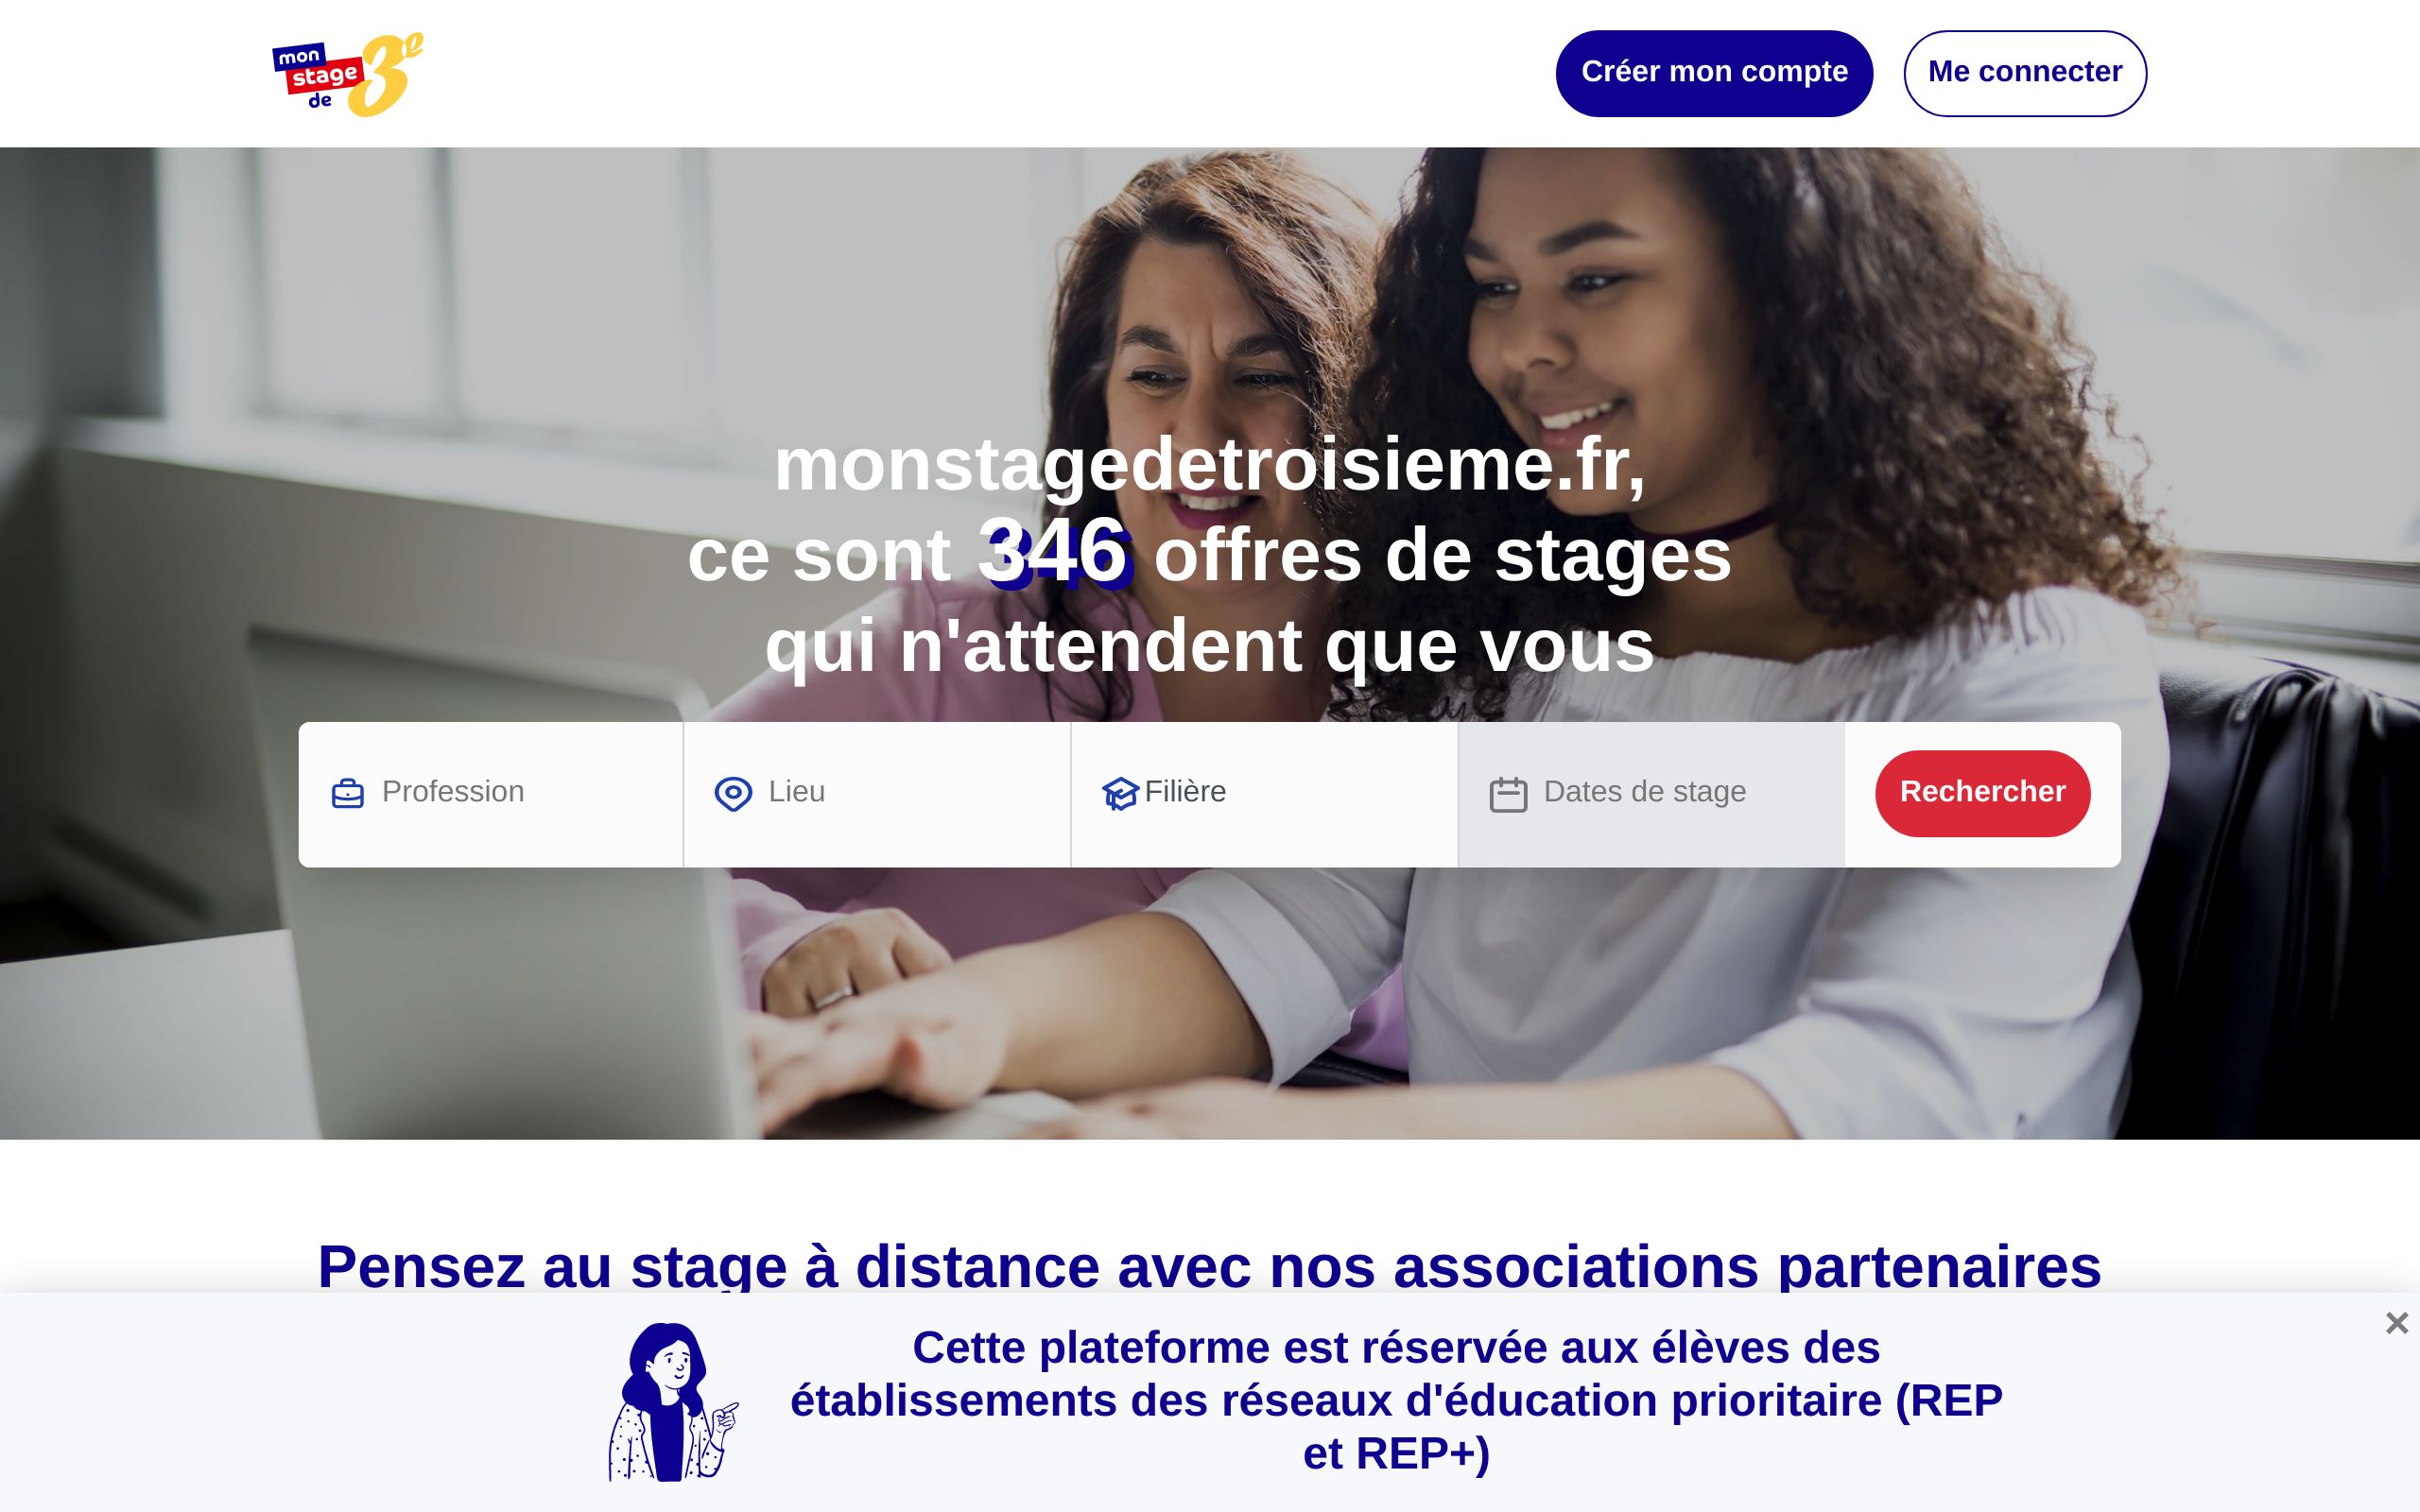 mon
stage
de
3e
Créer mon compte
Me connecter
monstagedetroisieme.fr,
ce sont 346 offres de stages
qui n'attendent que vous
Profession
Lieu
Filière
Dates de stage
Rechercher
Pensez au stage à distance avec nos associations partenaires
Cette plateforme est réservée aux élèves des
établissements des réseaux d'éducation prioritaire (REP
et REP+)